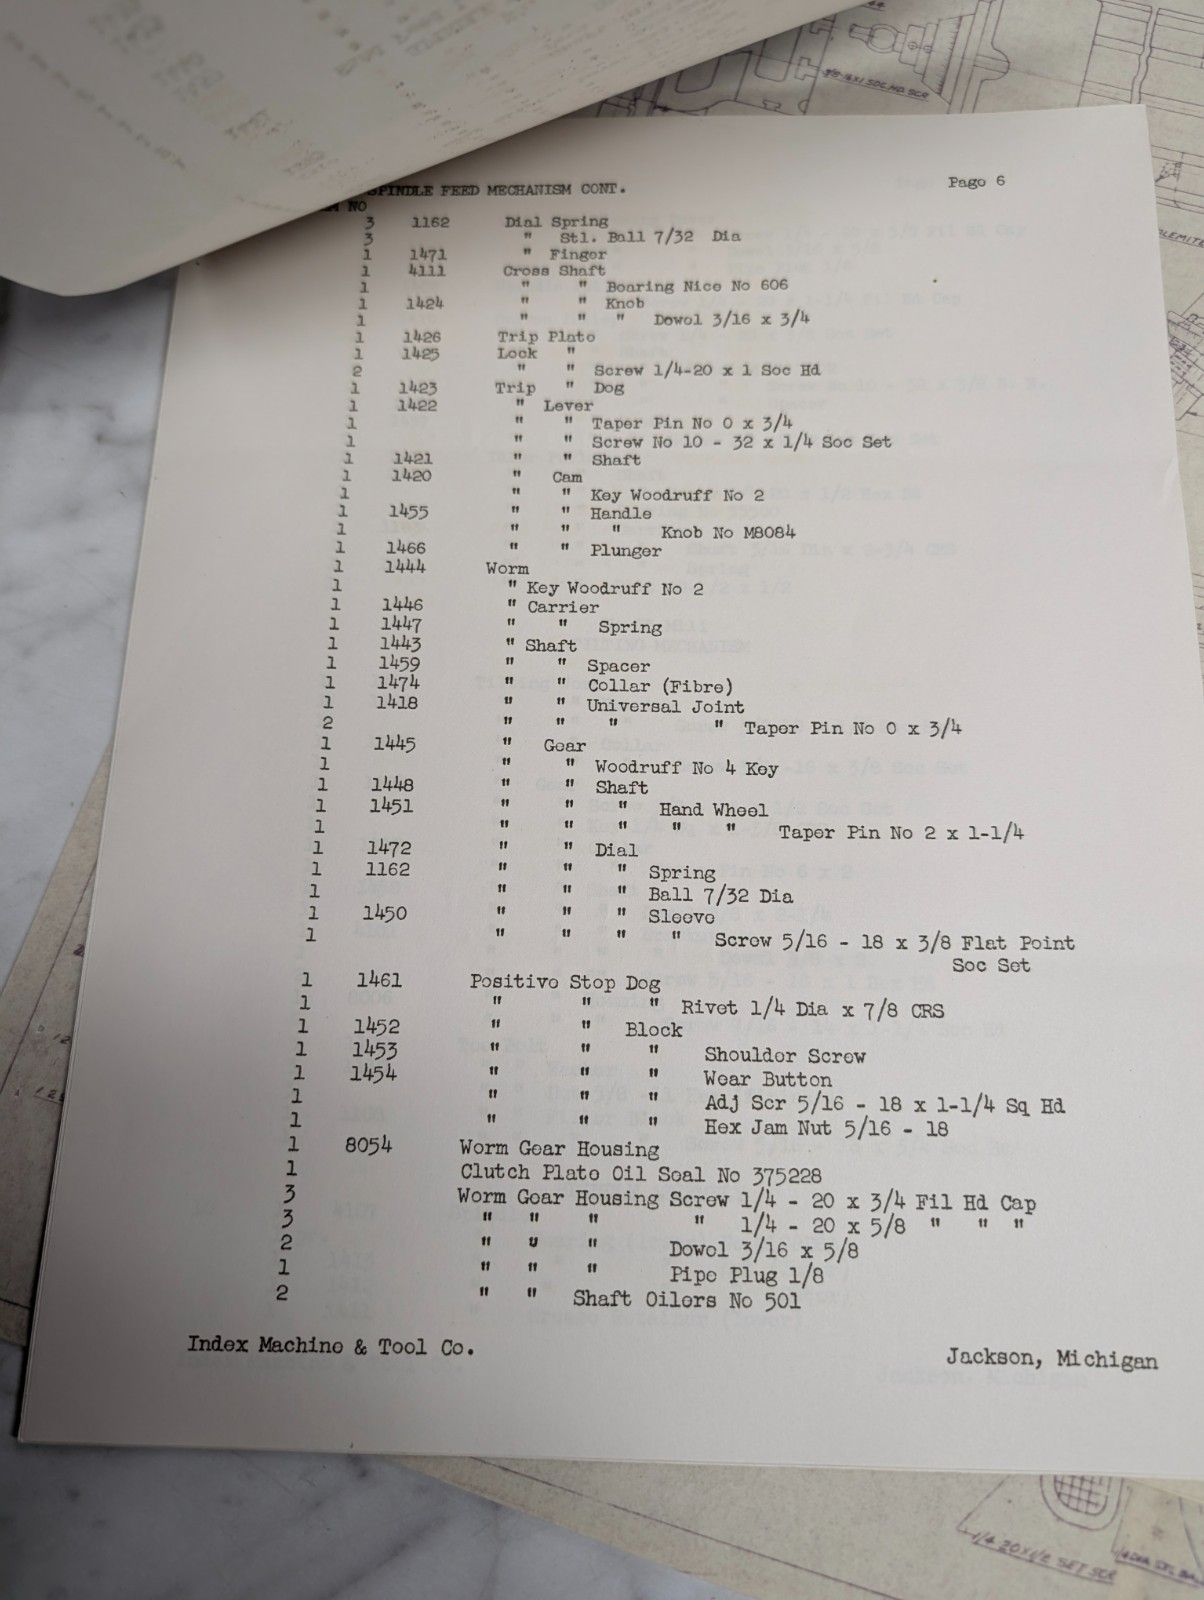 SPINDLE FEED MECHANISM CONT. Page 6
NO
3 1162 Dial Spring
3 " Stl. Ball 7/32 Dia
1 1471 " Finger
1 4111 Cross Shaft
1 " " Bearing Nice No 606
1 1424 " " Knob
1 " " " Dowel 3/16 x 3/4
1 1426 Trip Plate
1 1425 Lock "
2 " " Screw 1/4-20 x 1 Soc Hd
1 1423 Trip " Dog
1 1422 " Lever
1 " " Taper Pin No 0 x 3/4
1 " " Screw No 10 - 32 x 1/4 Soc Set
1 1421 " " Shaft
1 1420 " Cam
1 " " Key Woodruff No 2
1 1455 " " Handle
1 " " " Knob No M8084
1 1466 " " Plunger
1 1444 Worm
1 " Key Woodruff No 2
1 1446 " Carrier
1 1447 " " Spring
1 1443 " Shaft
1 1459 " " Spacer
1 1474 " " Collar (Fibre)
1 1418 " " Universal Joint
2 " " " " Taper Pin No 0 x 3/4
1 1445 " Gear
1 " " Woodruff No 4 Key
1 1448 " " Shaft
1 1451 " " " Hand Wheel
1 " " " " " Taper Pin No 2 x 1-1/4
1 1472 " " Dial
1 1162 " " " Spring
1 " " " Ball 7/32 Dia
1 1450 " " " Sleeve
1 " " " " Screw 5/16 - 18 x 3/8 Flat Point
Soc Set
1 1461 Positive Stop Dog
1 " " " Rivet 1/4 Dia x 7/8 CRS
1 1452 " " Block
1 1453 " " " Shoulder Screw
1 1454 " " " Wear Button
1 " " " Adj Scr 5/16 - 18 x 1-1/4 Sq Hd
1 " " " Hex Jam Nut 5/16 - 18
1 8054 Worm Gear Housing
1 Clutch Plate Oil Seal No 375228
3 Worm Gear Housing Screw 1/4 - 20 x 3/4 Fil Hd Cap
3 " " " " 1/4 - 20 x 5/8 " " "
2 " " " Dowel 3/16 x 5/8
1 " " " Pipe Plug 1/8
2 " " Shaft Oilers No 501
Index Machine & Tool Co. Jackson, Michigan
1/4-20X1/2 SET SCR